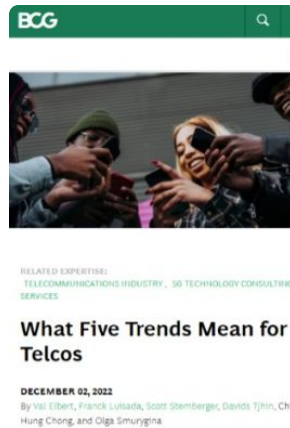 BCG
RELATED EXPERTISE:
TELECOMMUNICATIONS INDUSTRY, 5G TECHNOLOGY CONSULTING
SERVICES
What Five Trends Mean for
Telcos
DECEMBER 02, 2022
By Val Elbert, Franck Luisada, Scott Stemberger, Davids Tjhin, Ch
Hung Chong, and Olga Smurygina